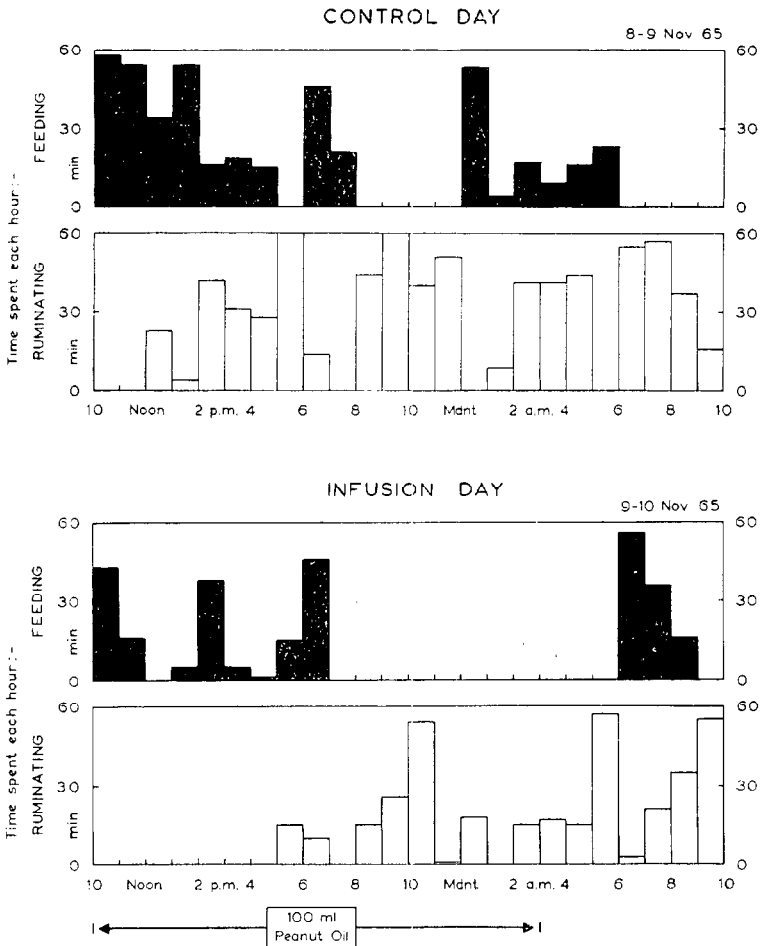 CONTROL DAY
8-9 Nov 65
60
30
min
0
FEEDING
60
30
0
60
30
min
0
RUMINATING
60
30
0
Time spent each hour:-
10 Noon 2 p.m. 4 6 8 10 Mdnt 2 a.m. 4 6 8 10
INFUSION DAY
9-10 Nov 65
60
30
min
0
FEEDING
60
30
0
60
30
min
0
RUMINATING
60
30
0
Time spent each hour:-
10 Noon 2 p.m. 4 6 8 10 Mdnt 2 a.m. 4 6 8 10
100 ml
Peanut Oil